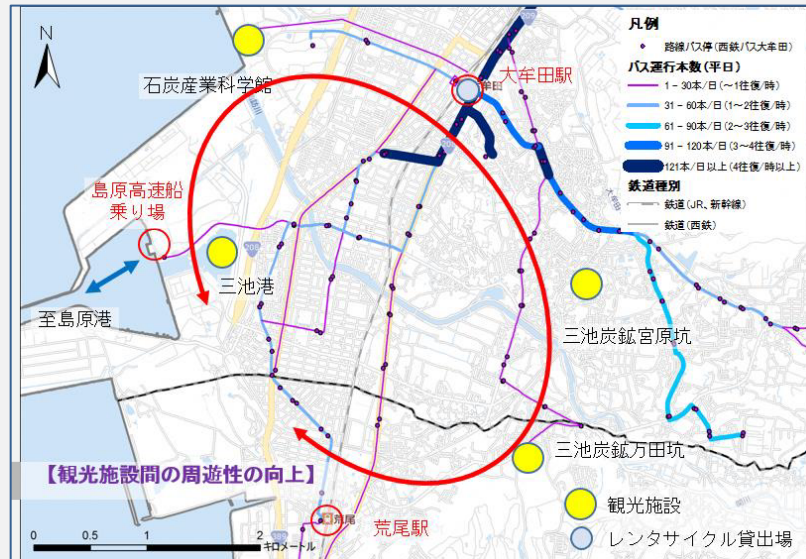 N
凡例
路線バス停(西鉄バス大牟田)
バス運行本数(平日)
1-30本/日(～1往復/時)
31-60本/日(1～2往復/時)
61-90本/日(2～3往復/時)
91-120本/日(3～4往復/時)
121本/日以上(4往復/時以上)
鉄道種別
鉄道(JR、新幹線)
鉄道(西鉄)
大牟田駅
石炭産業科学館
島原高速船
乗り場
208
三池港
至島原港
三池炭鉱宮原坑
三池炭鉱万田坑
【観光施設間の周遊性の向上】
荒尾
荒尾駅
観光施設
レンタサイクル貸出場
0 0.5 1 2
キロメートル